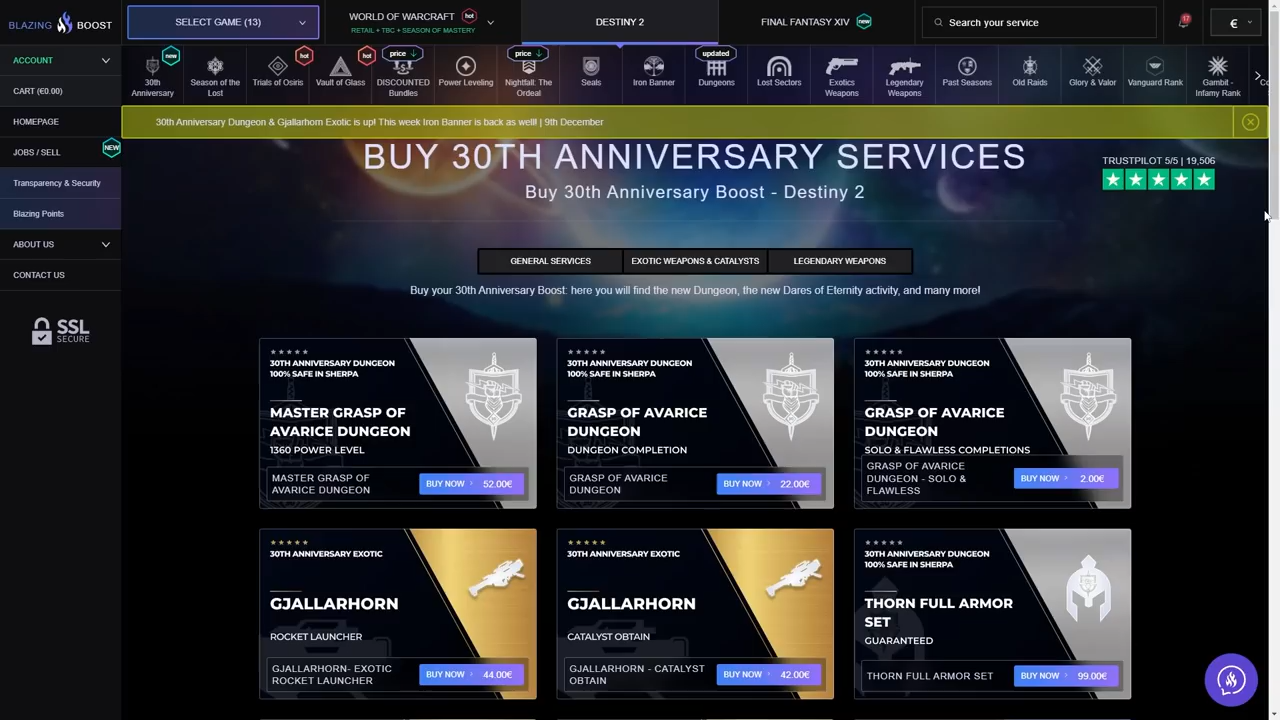 BLAZING BOOST
SELECT GAME (13)
WORLD OF WARCRAFT hot
RETAIL + TBC + SEASON OF MASTERY
DESTINY 2
FINAL FANTASY XIV new
Search your service
17
€
ACCOUNT
CART (€0.00)
HOMEPAGE
JOBS / SELL NEW
Transparency & Security
Blazing Points
ABOUT US
CONTACT US
SSL
SECURE
new
30th
Anniversary
Season of the
Lost
hot
Trials of Osiris
hot
Vault of Glass
price ↓
DISCOUNTED
Bundles
Power Leveling
price ↓
Nightfall: The
Ordeal
Seals
Iron Banner
updated
Dungeons
Lost Sectors
Exotics
Weapons
Legendary
Weapons
Past Seasons
Old Raids
Glory & Valor
Vanguard Rank
Gambit -
Infamy Rank
Co
30th Anniversary Dungeon & Gjallarhorn Exotic is up! This week Iron Banner is back as well! | 9th December
BUY 30TH ANNIVERSARY SERVICES
Buy 30th Anniversary Boost - Destiny 2
TRUSTPILOT 5/5 | 19,506
GENERAL SERVICES
EXOTIC WEAPONS & CATALYSTS
LEGENDARY WEAPONS
Buy your 30th Anniversary Boost: here you will find the new Dungeon, the new Dares of Eternity activity, and many more!
30TH ANNIVERSARY DUNGEON
100% SAFE IN SHERPA
MASTER GRASP OF
AVARICE DUNGEON
1360 POWER LEVEL
MASTER GRASP OF
AVARICE DUNGEON
BUY NOW > 52.00€
30TH ANNIVERSARY DUNGEON
100% SAFE IN SHERPA
GRASP OF AVARICE
DUNGEON
DUNGEON COMPLETION
GRASP OF AVARICE
DUNGEON
BUY NOW > 22.00€
30TH ANNIVERSARY DUNGEON
100% SAFE IN SHERPA
GRASP OF AVARICE
DUNGEON
SOLO & FLAWLESS COMPLETIONS
GRASP OF AVARICE
DUNGEON - SOLO &
FLAWLESS
BUY NOW > 2.00€
30TH ANNIVERSARY EXOTIC
GJALLARHORN
ROCKET LAUNCHER
GJALLARHORN- EXOTIC
ROCKET LAUNCHER
BUY NOW > 44.00€
30TH ANNIVERSARY EXOTIC
GJALLARHORN
CATALYST OBTAIN
GJALLARHORN - CATALYST
OBTAIN
BUY NOW > 42.00€
30TH ANNIVERSARY DUNGEON
100% SAFE IN SHERPA
THORN FULL ARMOR
SET
GUARANTEED
THORN FULL ARMOR SET
BUY NOW > 99.00€